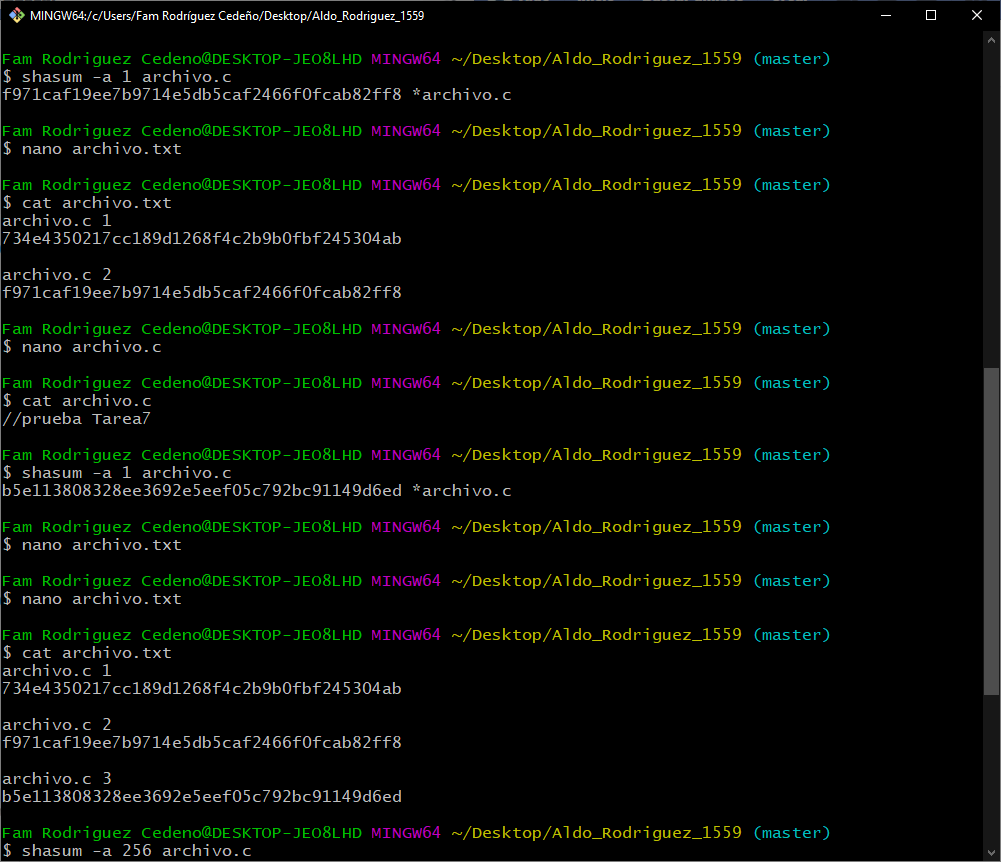 MINGW64:/c/Users/Fam Rodríguez Cedeño/Desktop/Aldo_Rodriguez_1559
Fam Rodriguez Cedeno@DESKTOP-JEO8LHD MINGW64 ~/Desktop/Aldo_Rodriguez_1559 (master)
$ shasum -a 1 archivo.c
f971caf19ee7b9714e5db5caf2466f0fcab82ff8 *archivo.c
Fam Rodriguez Cedeno@DESKTOP-JEO8LHD MINGW64 ~/Desktop/Aldo_Rodriguez_1559 (master)
$ nano archivo.txt
Fam Rodriguez Cedeno@DESKTOP-JEO8LHD MINGW64 ~/Desktop/Aldo_Rodriguez_1559 (master)
$ cat archivo.txt
archivo.c 1
734e4350217cc189d1268f4c2b9b0fbf245304ab
archivo.c 2
f971caf19ee7b9714e5db5caf2466f0fcab82ff8
Fam Rodriguez Cedeno@DESKTOP-JEO8LHD MINGW64 ~/Desktop/Aldo_Rodriguez_1559 (master)
$ nano archivo.c
Fam Rodriguez Cedeno@DESKTOP-JEO8LHD MINGW64 ~/Desktop/Aldo_Rodriguez_1559 (master)
$ cat archivo.c
//prueba Tarea7
Fam Rodriguez Cedeno@DESKTOP-JEO8LHD MINGW64 ~/Desktop/Aldo_Rodriguez_1559 (master)
$ shasum -a 1 archivo.c
b5e113808328ee3692e5eef05c792bc91149d6ed *archivo.c
Fam Rodriguez Cedeno@DESKTOP-JEO8LHD MINGW64 ~/Desktop/Aldo_Rodriguez_1559 (master)
$ nano archivo.txt
Fam Rodriguez Cedeno@DESKTOP-JEO8LHD MINGW64 ~/Desktop/Aldo_Rodriguez_1559 (master)
$ nano archivo.txt
Fam Rodriguez Cedeno@DESKTOP-JEO8LHD MINGW64 ~/Desktop/Aldo_Rodriguez_1559 (master)
$ cat archivo.txt
archivo.c 1
734e4350217cc189d1268f4c2b9b0fbf245304ab
archivo.c 2
f971caf19ee7b9714e5db5caf2466f0fcab82ff8
archivo.c 3
b5e113808328ee3692e5eef05c792bc91149d6ed
Fam Rodriguez Cedeno@DESKTOP-JEO8LHD MINGW64 ~/Desktop/Aldo_Rodriguez_1559 (master)
$ shasum -a 256 archivo.c